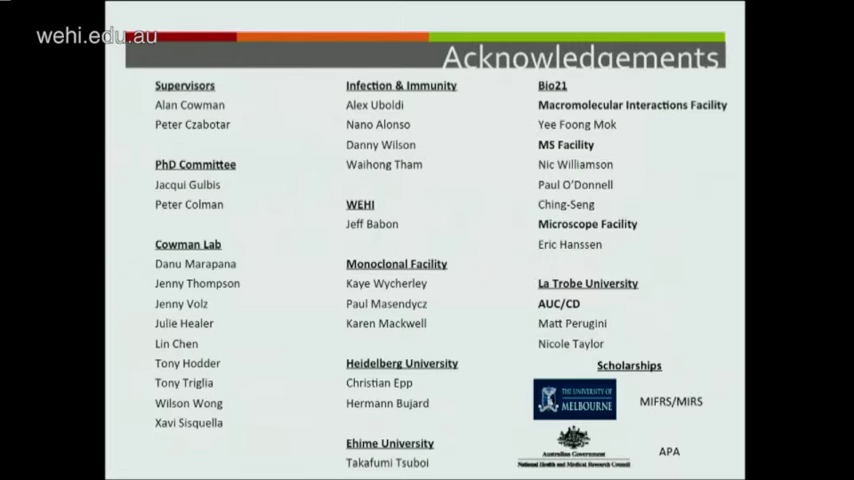 wehi.edu.au
Acknowledgements
Supervisors
Alan Cowman
Peter Czabotar
PhD Committee
Jacqui Gulbis
Peter Colman
Cowman Lab
Danu Marapana
Jenny Thompson
Jenny Volz
Julie Healer
Lin Chen
Tony Hodder
Tony Triglia
Wilson Wong
Xavi Sisquella
Infection & Immunity
Alex Uboldi
Nano Alonso
Danny Wilson
Waihong Tham
WEHI
Jeff Babon
Monoclonal Facility
Kaye Wycherley
Paul Masendycz
Karen Mackwell
Heidelberg University
Christian Epp
Hermann Bujard
Ehime University
Takafumi Tsuboi
Bio21
Macromolecular Interactions Facility
Yee Foong Mok
MS Facility
Nic Williamson
Paul O'Donnell
Ching-Seng
Microscope Facility
Eric Hanssen
La Trobe University
AUC/CD
Matt Perugini
Nicole Taylor
Scholarships
THE UNIVERSITY OF
MELBOURNE
MIFRS/MIRS
Australian Government
National Health and Medical Research Council
APA